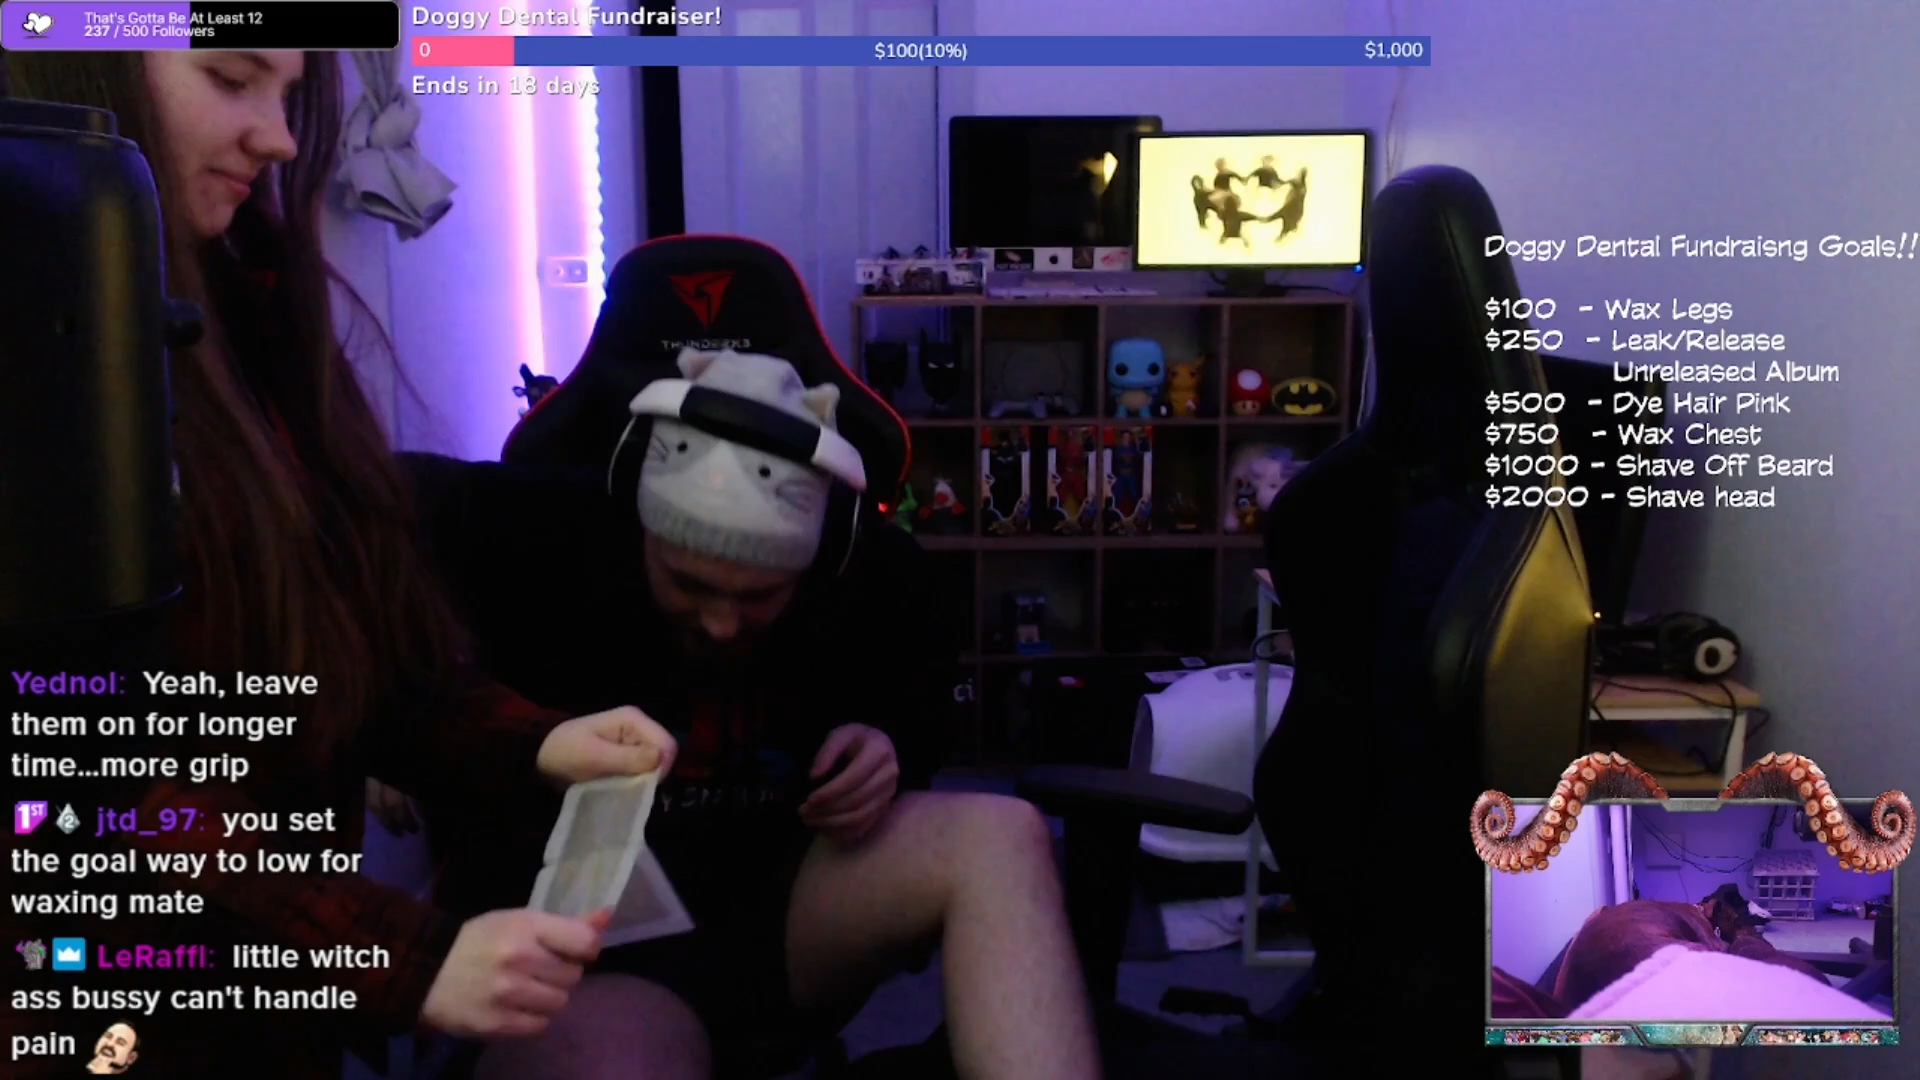 That's Gotta Be At Least 12
237 / 500 Followers
Doggy Dental Fundraiser!
0 $100(10%) $1,000
Ends in 18 days
Doggy Dental Fundraisng Goals!!
$100 - Wax Legs
$250 - Leak/Release
Unreleased Album
$500 - Dye Hair Pink
$750 - Wax Chest
$1000 - Shave Off Beard
$2000 - Shave head
THUNDERX3
Yednol: Yeah, leave
them on for longer
time...more grip
1ST 2 jtd_97: you set
the goal way to low for
waxing mate
LeRaffl: little witch
ass bussy can't handle
pain